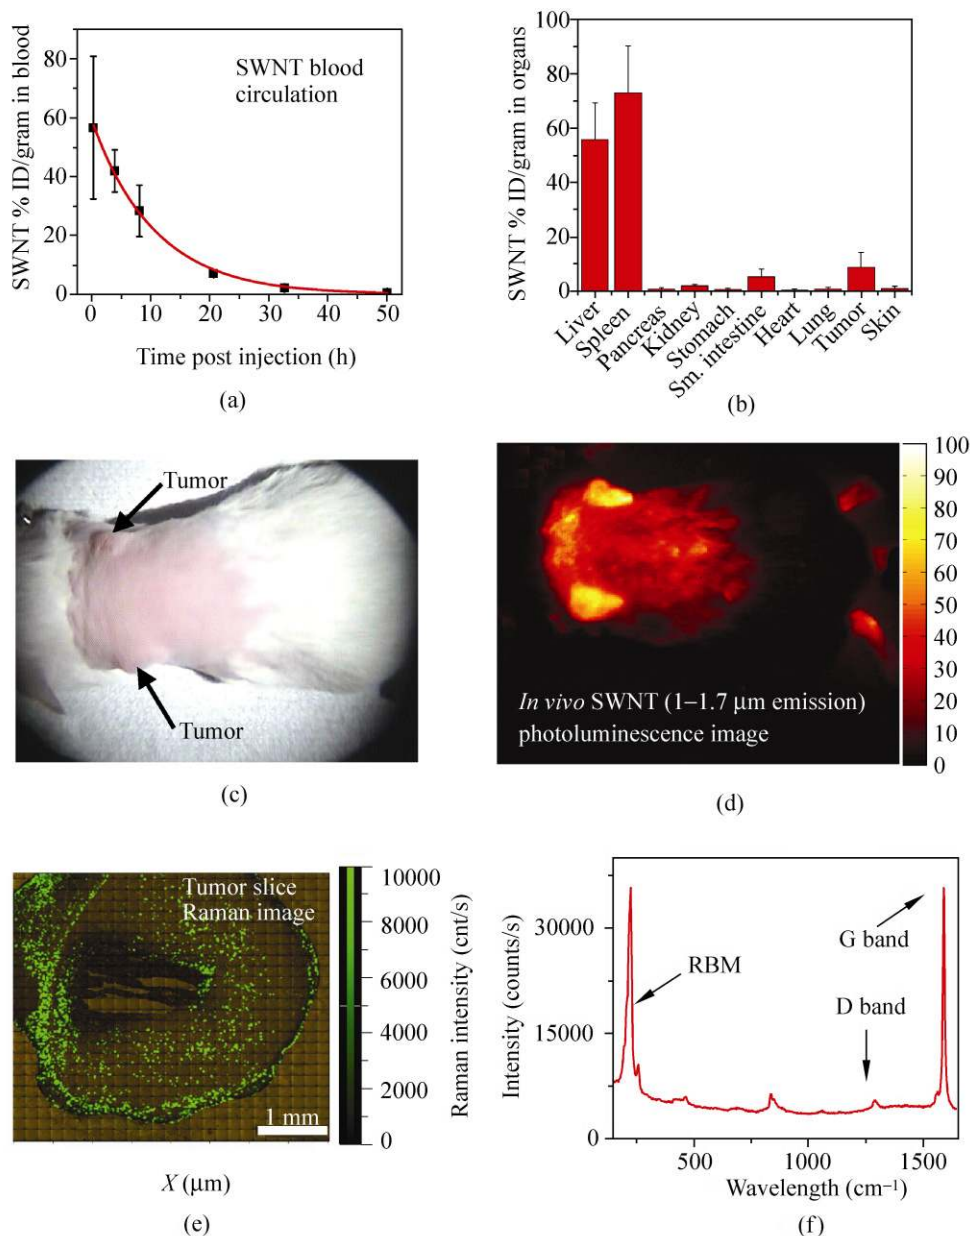 SWNT % ID/gram in blood
80
60
40
20
0
SWNT blood
circulation
0 10 20 30 40 50
Time post injection (h)
(a)
SWNT % ID/gram in organs
100
80
60
40
20
0
Liver
Spleen
Pancreas
Kidney
Stomach
Sm. intestine
Heart
Lung
Tumor
Skin
(b)
Tumor
Tumor
(c)
In vivo SWNT (1–1.7 μm emission)
photoluminescence image
100
90
80
70
60
50
40
30
20
10
0
(d)
Tumor slice
Raman image
1 mm
10000
8000
6000
4000
2000
0
Raman intensity (cnt/s)
X (μm)
(e)
Intensity (counts/s)
30000
15000
0
RBM
G band
D band
500 1000 1500
Wavelength (cm⁻¹)
(f)